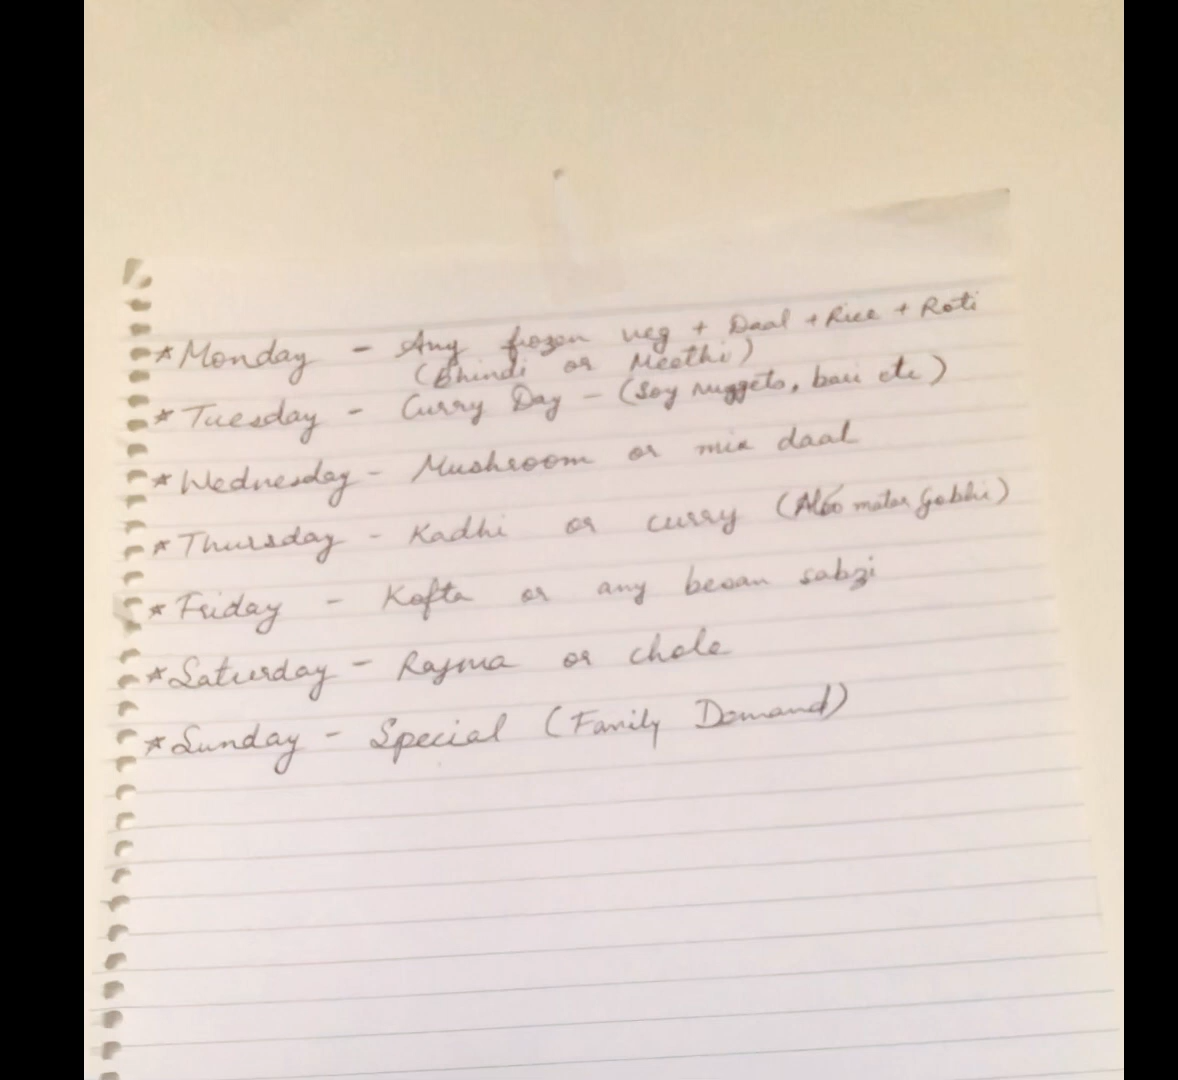 * Monday - Any frozen veg + Daal + Rice + Roti
(Bhindi or Meethi)
* Tuesday - Curry Day - (Soy nuggets, bari etc)
* Wednesday - Mushroom or mix daal
* Thursday - Kadhi or curry (Also matar Gobhi)
* Friday - Kofta or any besan sabzi
* Saturday - Rajma or chole
* Sunday - Special (Family Demand)